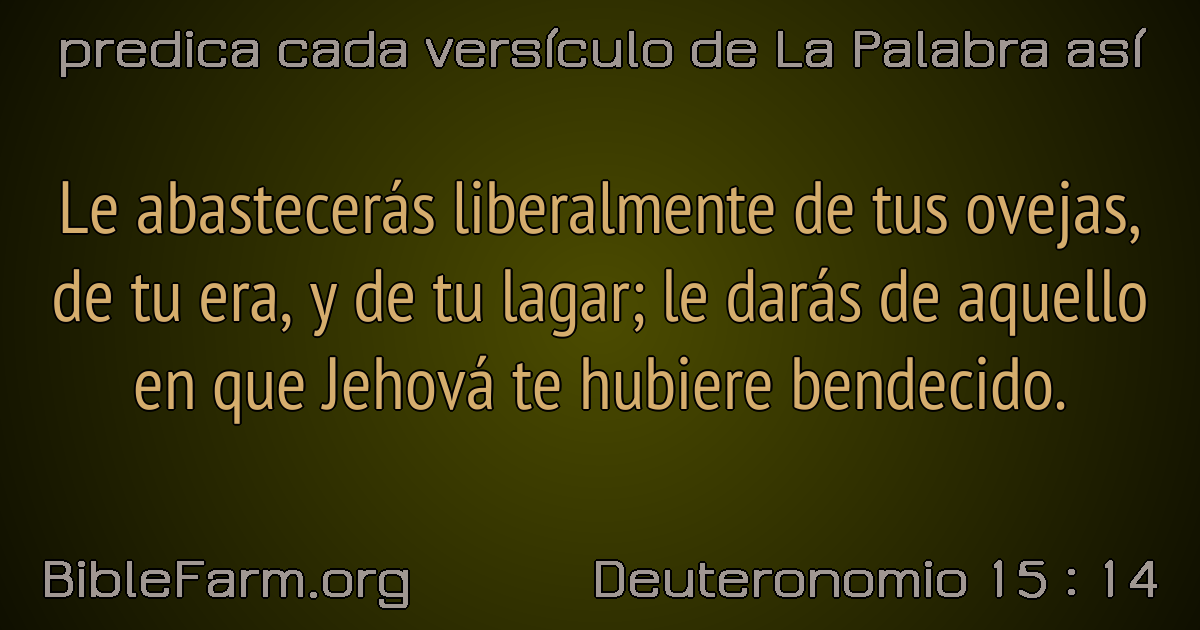 predica cada versículo de La Palabra así
Le abastecerás liberalmente de tus ovejas,
de tu era, y de tu lagar; le darás de aquello
en que Jehová te hubiere bendecido.
BibleFarm.org
Deuteronomio 15 : 14